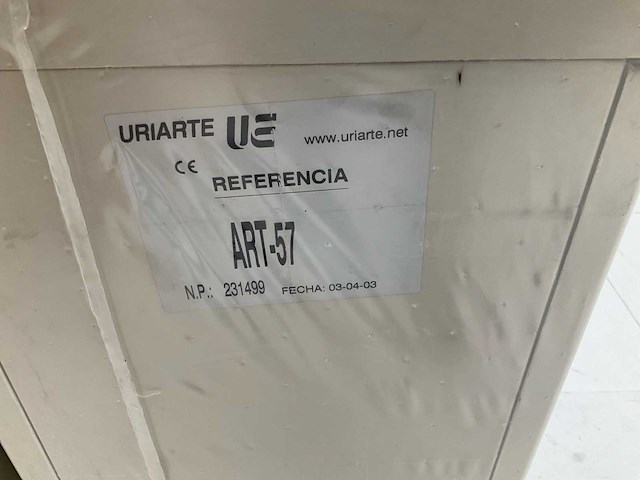 URIARTE UE www.uriarte.net
CE
REFERENCIA
ART-57
N.P.: 231499 FECHA: 03-04-03